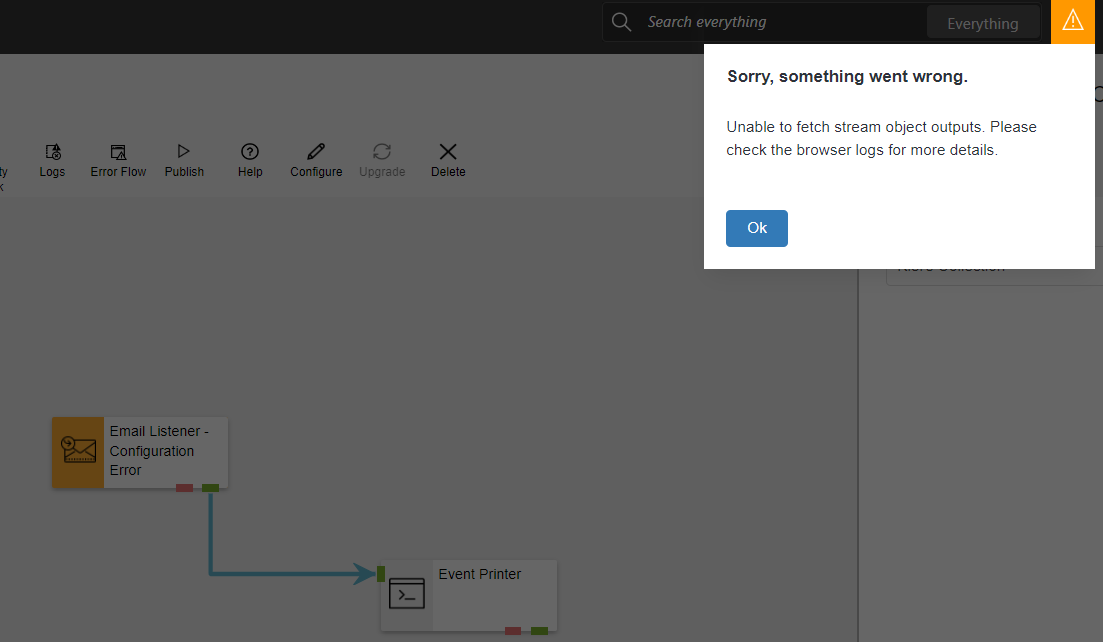 Search everything
Everything
Sorry, something went wrong.
Unable to fetch stream object outputs. Please
check the browser logs for more details.
Ok
Logs
Error Flow
Publish
Help
Configure
Upgrade
Delete
Email Listener -
Configuration
Error
Event Printer